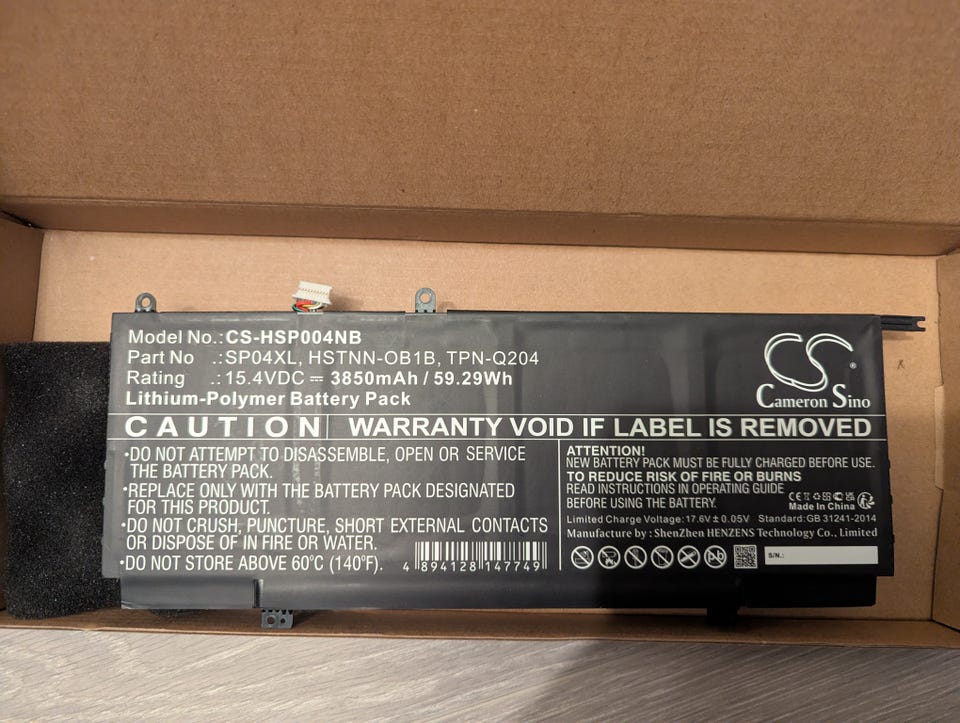 Model No.: CS-HSP004NB
Part No .: SP04XL, HSTNN-OB1B, TPN-Q204
Rating .: 15.4VDC ⎓ 3850mAh / 59.29Wh
Lithium-Polymer Battery Pack
CS
®
Cameron Sino
CAUTION WARRANTY VOID IF LABEL IS REMOVED
•DO NOT ATTEMPT TO DISASSEMBLE, OPEN OR SERVICE
THE BATTERY PACK.
•REPLACE ONLY WITH THE BATTERY PACK DESIGNATED
FOR THIS PRODUCT.
•DO NOT CRUSH, PUNCTURE, SHORT EXTERNAL CONTACTS
OR DISPOSE OF IN FIRE OR WATER.
•DO NOT STORE ABOVE 60°C (140°F).
4 894128 147749
ATTENTION!
NEW BATTERY PACK MUST BE FULLY CHARGED BEFORE USE.
TO REDUCE RISK OF FIRE OR BURNS
READ INSTRUCTIONS IN OPERATING GUIDE
BEFORE USING THE BATTERY.
CE
Made In China
Limited Charge Voltage: 17.6V ± 0.05V Standard: GB 31241-2014
Manufacture by : ShenZhen HENZENS Technology Co., Limited
Pb
S/N.: